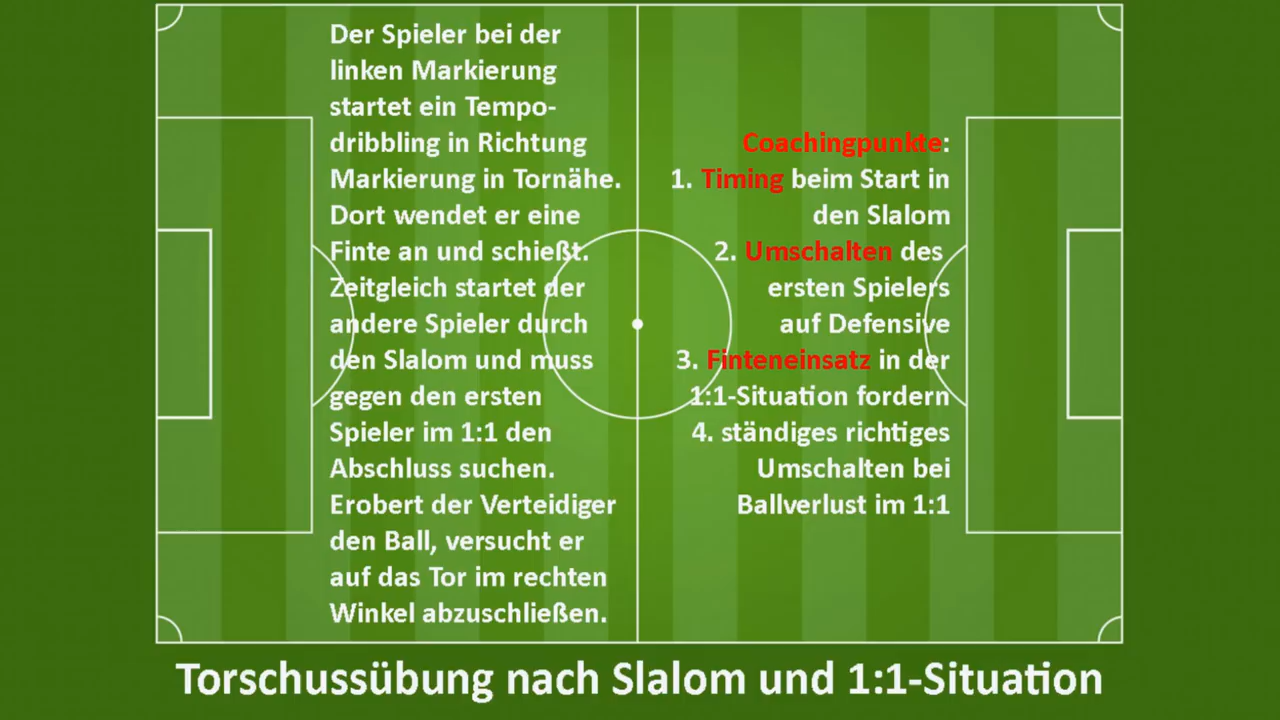 Der Spieler bei der
linken Markierung
startet ein Tempo-
dribbling in Richtung
Markierung in Tornähe.
Dort wendet er eine
Finte an und schießt.
Zeitgleich startet der
andere Spieler durch
den Slalom und muss
gegen den ersten
Spieler im 1:1 den
Abschluss suchen.
Erobert der Verteidiger
den Ball, versucht er
auf das Tor im rechten
Winkel abzuschließen.
Coachingpunkte:
1. Timing beim Start in
den Slalom
2. Umschalten des
ersten Spielers
auf Defensive
3. Finteneinsatz in der
1:1-Situation fordern
4. ständiges richtiges
Umschalten bei
Ballverlust im 1:1
Torschussübung nach Slalom und 1:1-Situation